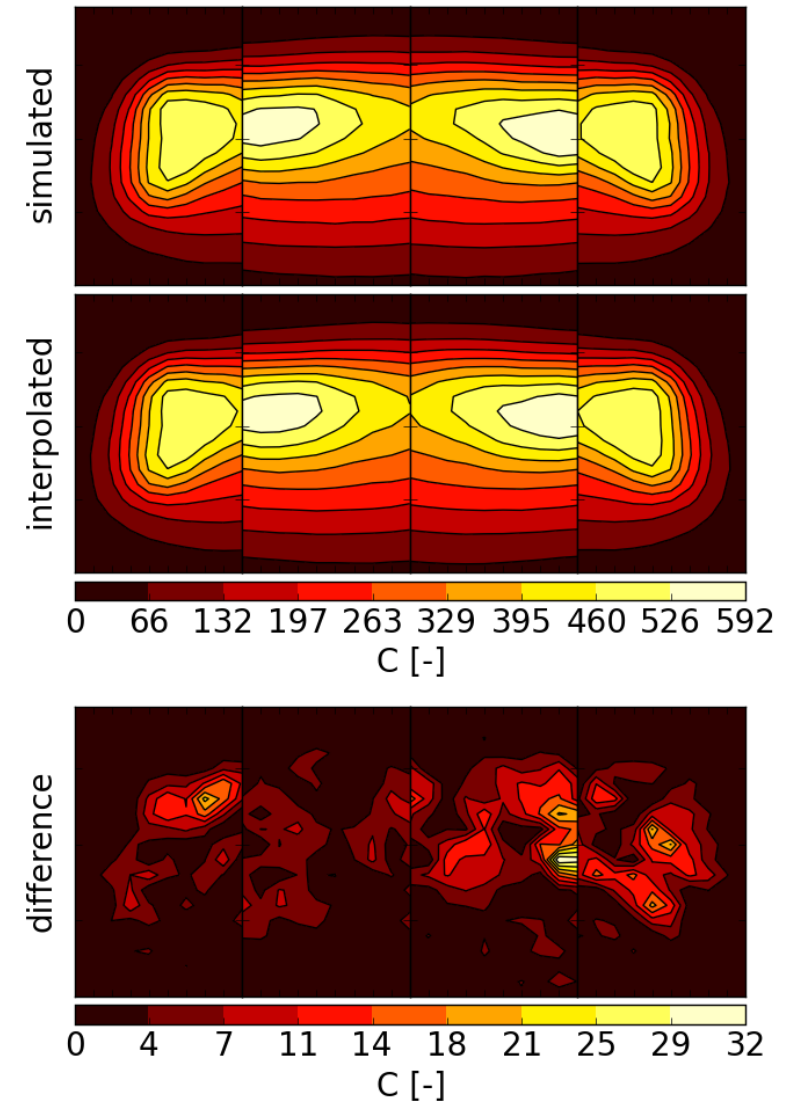 simulated
interpolated
0 66 132 197 263 329 395 460 526 592
C [-]
difference
0 4 7 11 14 18 21 25 29 32
C [-]